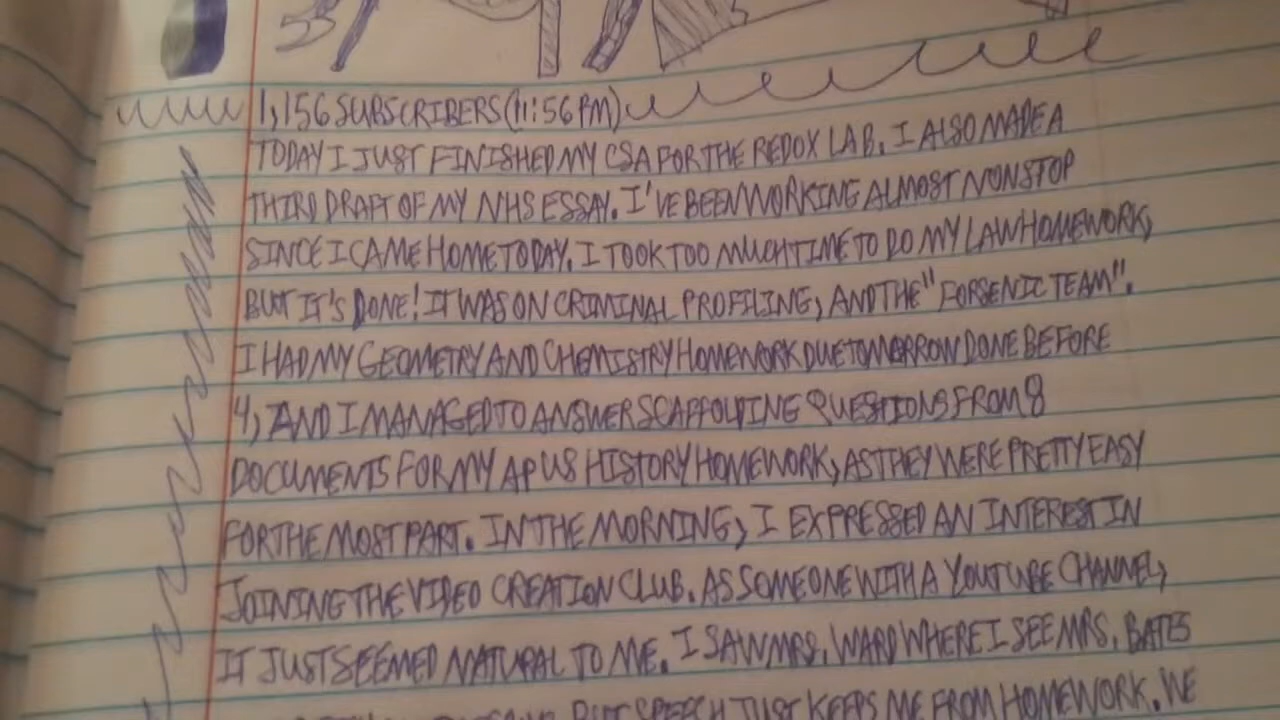 1,156 SUBSCRIBERS (11:56 PM)
TODAY I JUST FINISHED MY CSA FOR THE REDOX LAB. I ALSO MADE A
THIRD DRAFT OF MY NHS ESSAY. I'VE BEEN WORKING ALMOST NONSTOP
SINCE I CAME HOME TODAY. I TOOK TOO MUCH TIME TO DO MY LAW HOMEWORK,
BUT IT'S DONE! IT WAS ON CRIMINAL PROFILING, AND THE "FORSENIC TEAM".
I HAD MY GEOMETRY AND CHEMISTRY HOMEWORK DUE TOMORROW DONE BEFORE
4, AND I MANAGED TO ANSWER SCAFFOLDING QUESTIONS FROM 8
DOCUMENTS FOR MY AP US HISTORY HOMEWORK, AS THEY WERE PRETTY EASY
FOR THE MOST PART. IN THE MORNING, I EXPRESSED AN INTEREST IN
JOINING THE VIDEO CREATION CLUB. AS SOMEONE WITH A YOUTUBE CHANNEL,
IT JUST SEEMED NATURAL TO ME. I SAW MRS. WARD WHERE I SEE MRS. BATES
BUT SPEECH JUST KEEPS ME FROM HOMEWORK. WE